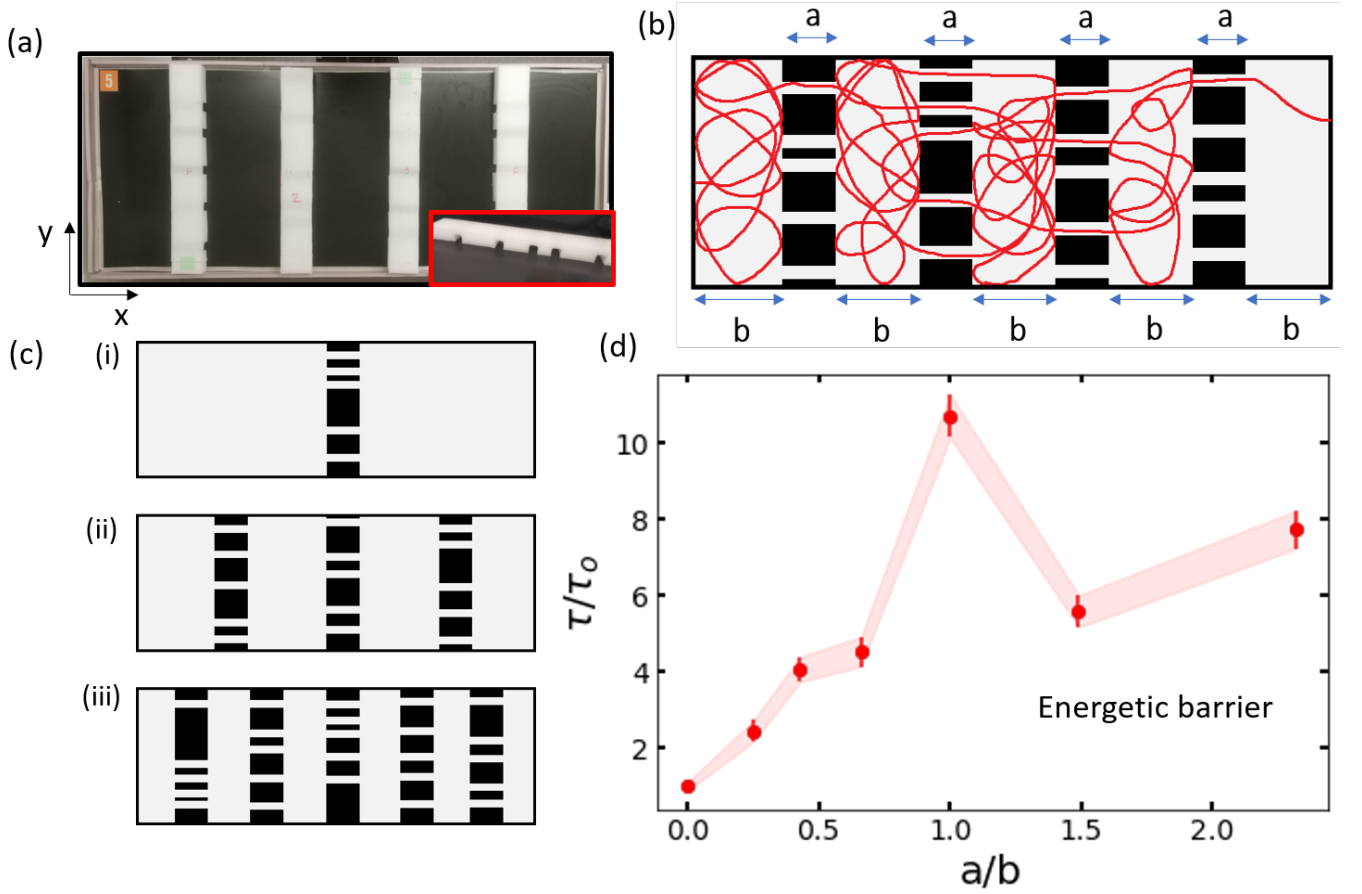 (a)
5
2
y
x
(b)
a a a a
b b b b b
(c)
(i)
(ii)
(iii)
(d)
τ/τo
10
8
6
4
2
Energetic barrier
0.0 0.5 1.0 1.5 2.0
a/b